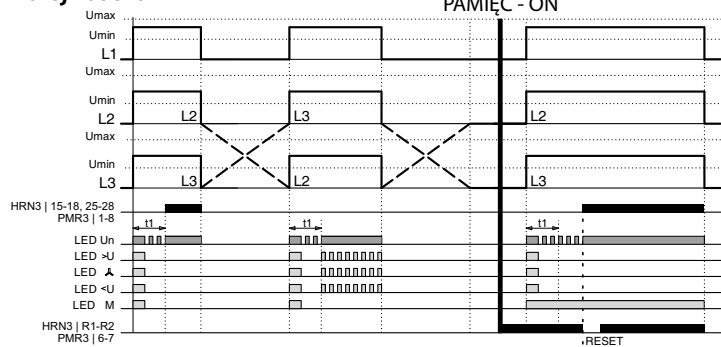 PAMIĘĆ - ON
Umax
Umin
L1
Umax
Umin
L2
L2
L3
L2
Umax
Umin
L3
L3
L2
L3
HRN3 | 15-18, 25-28
PMR3 | 1-8
t1
t1
t1
LED Un
LED >U
LED
LED <U
LED M
HRN3 | R1-R2
PMR3 | 6-7
RESET